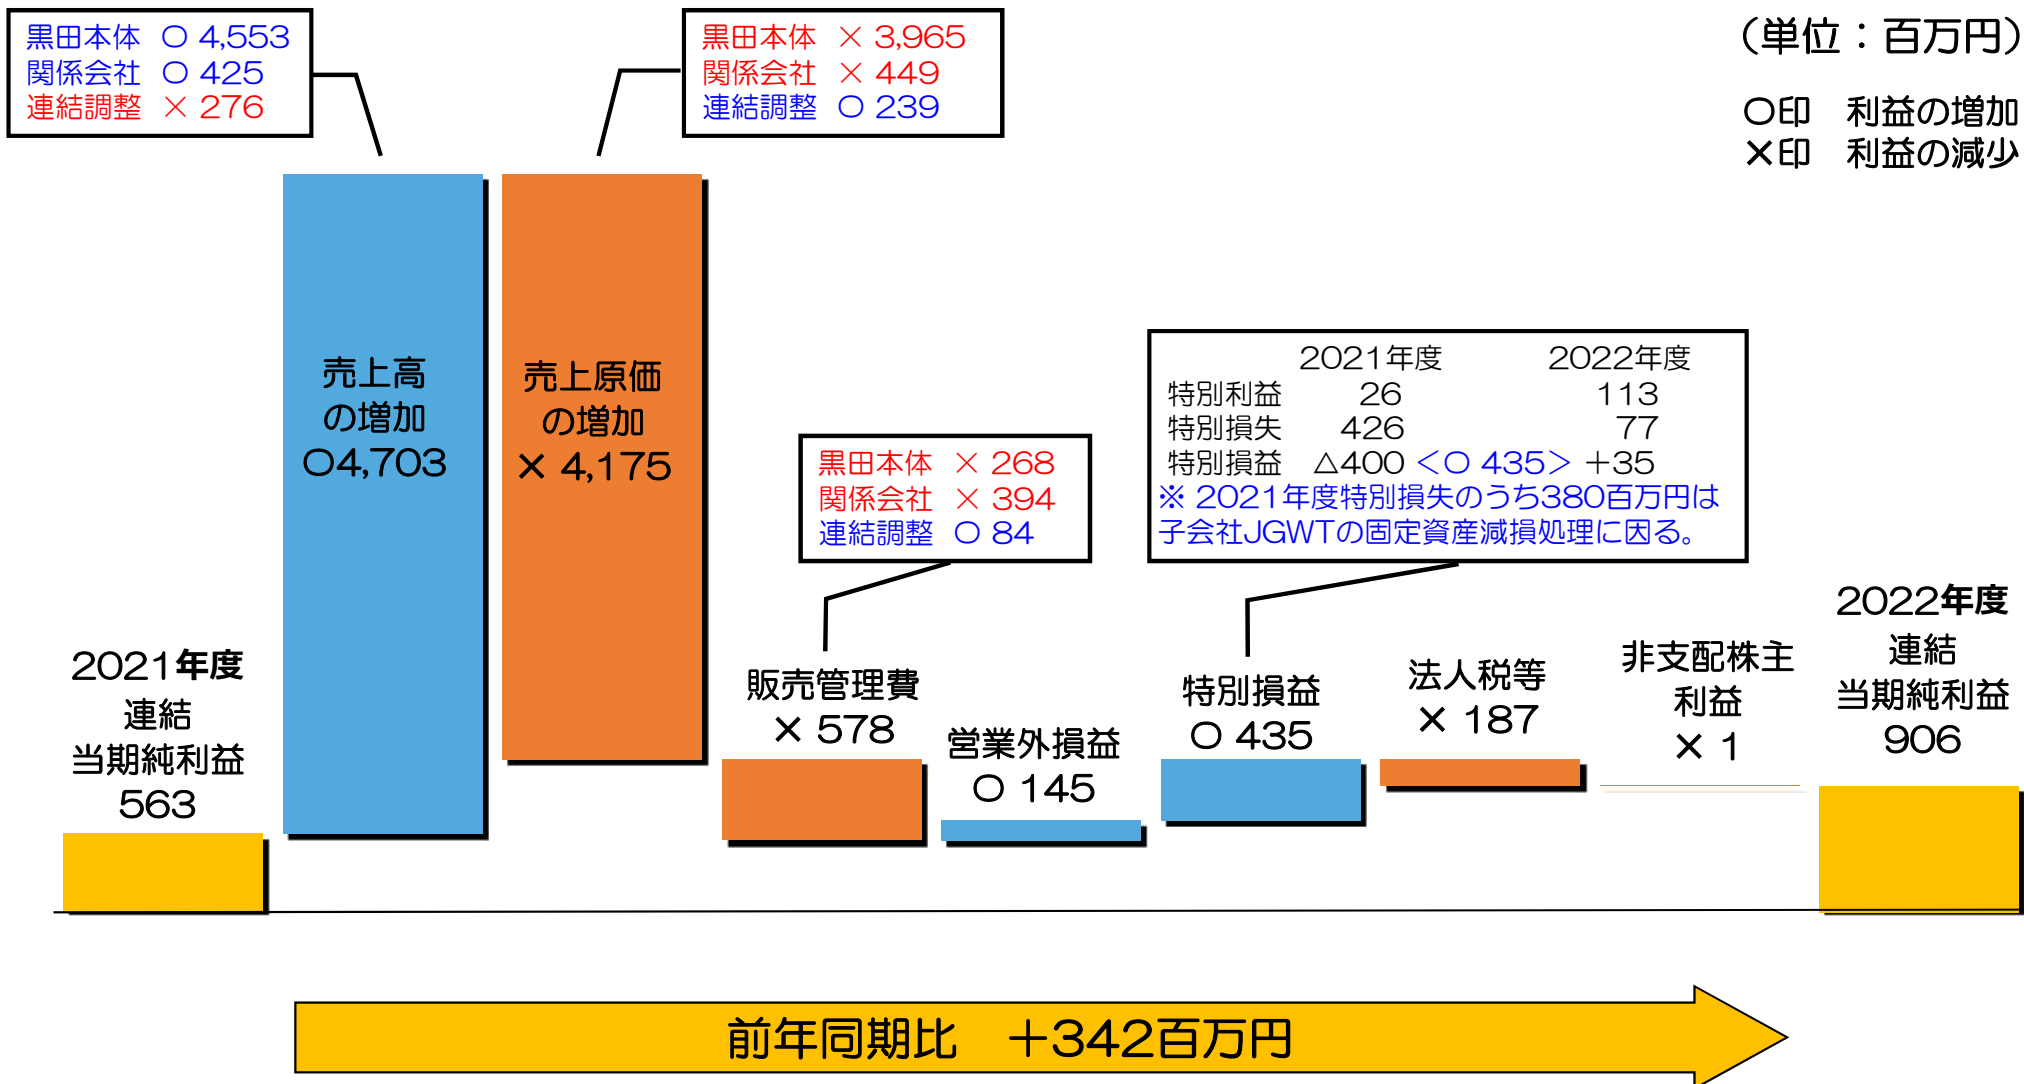 （単位：百万円）
〇印　利益の増加
×印　利益の減少
黒田本体 〇 4,553
関係会社 〇 425
連結調整 × 276
黒田本体 × 3,965
関係会社 × 449
連結調整 〇 239
売上高
の増加
〇4,703
売上原価
の増加
× 4,175
黒田本体 × 268
関係会社 × 394
連結調整 〇 84
2021年度 2022年度
特別利益 26 113
特別損失 426 77
特別損益 △400 ＜〇 435＞ +35
※ 2021年度特別損失のうち380百万円は
子会社JGWTの固定資産減損処理に因る。
2021年度
連結
当期純利益
563
販売管理費
× 578
営業外損益
〇 145
特別損益
〇 435
法人税等
× 187
非支配株主
利益
× 1
2022年度
連結
当期純利益
906
前年同期比　＋342百万円